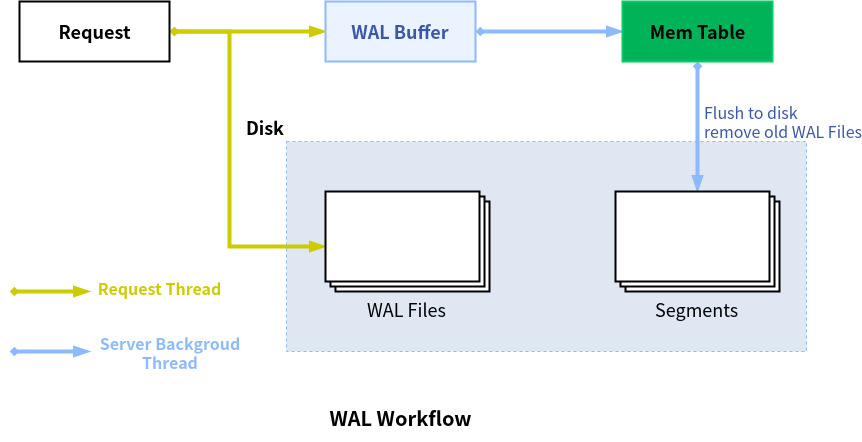 Request
WAL Buffer
Mem Table
Flush to disk
remove old WAL Files
Disk
WAL Files
Segments
Request Thread
Server Backgroud
Thread
WAL Workflow